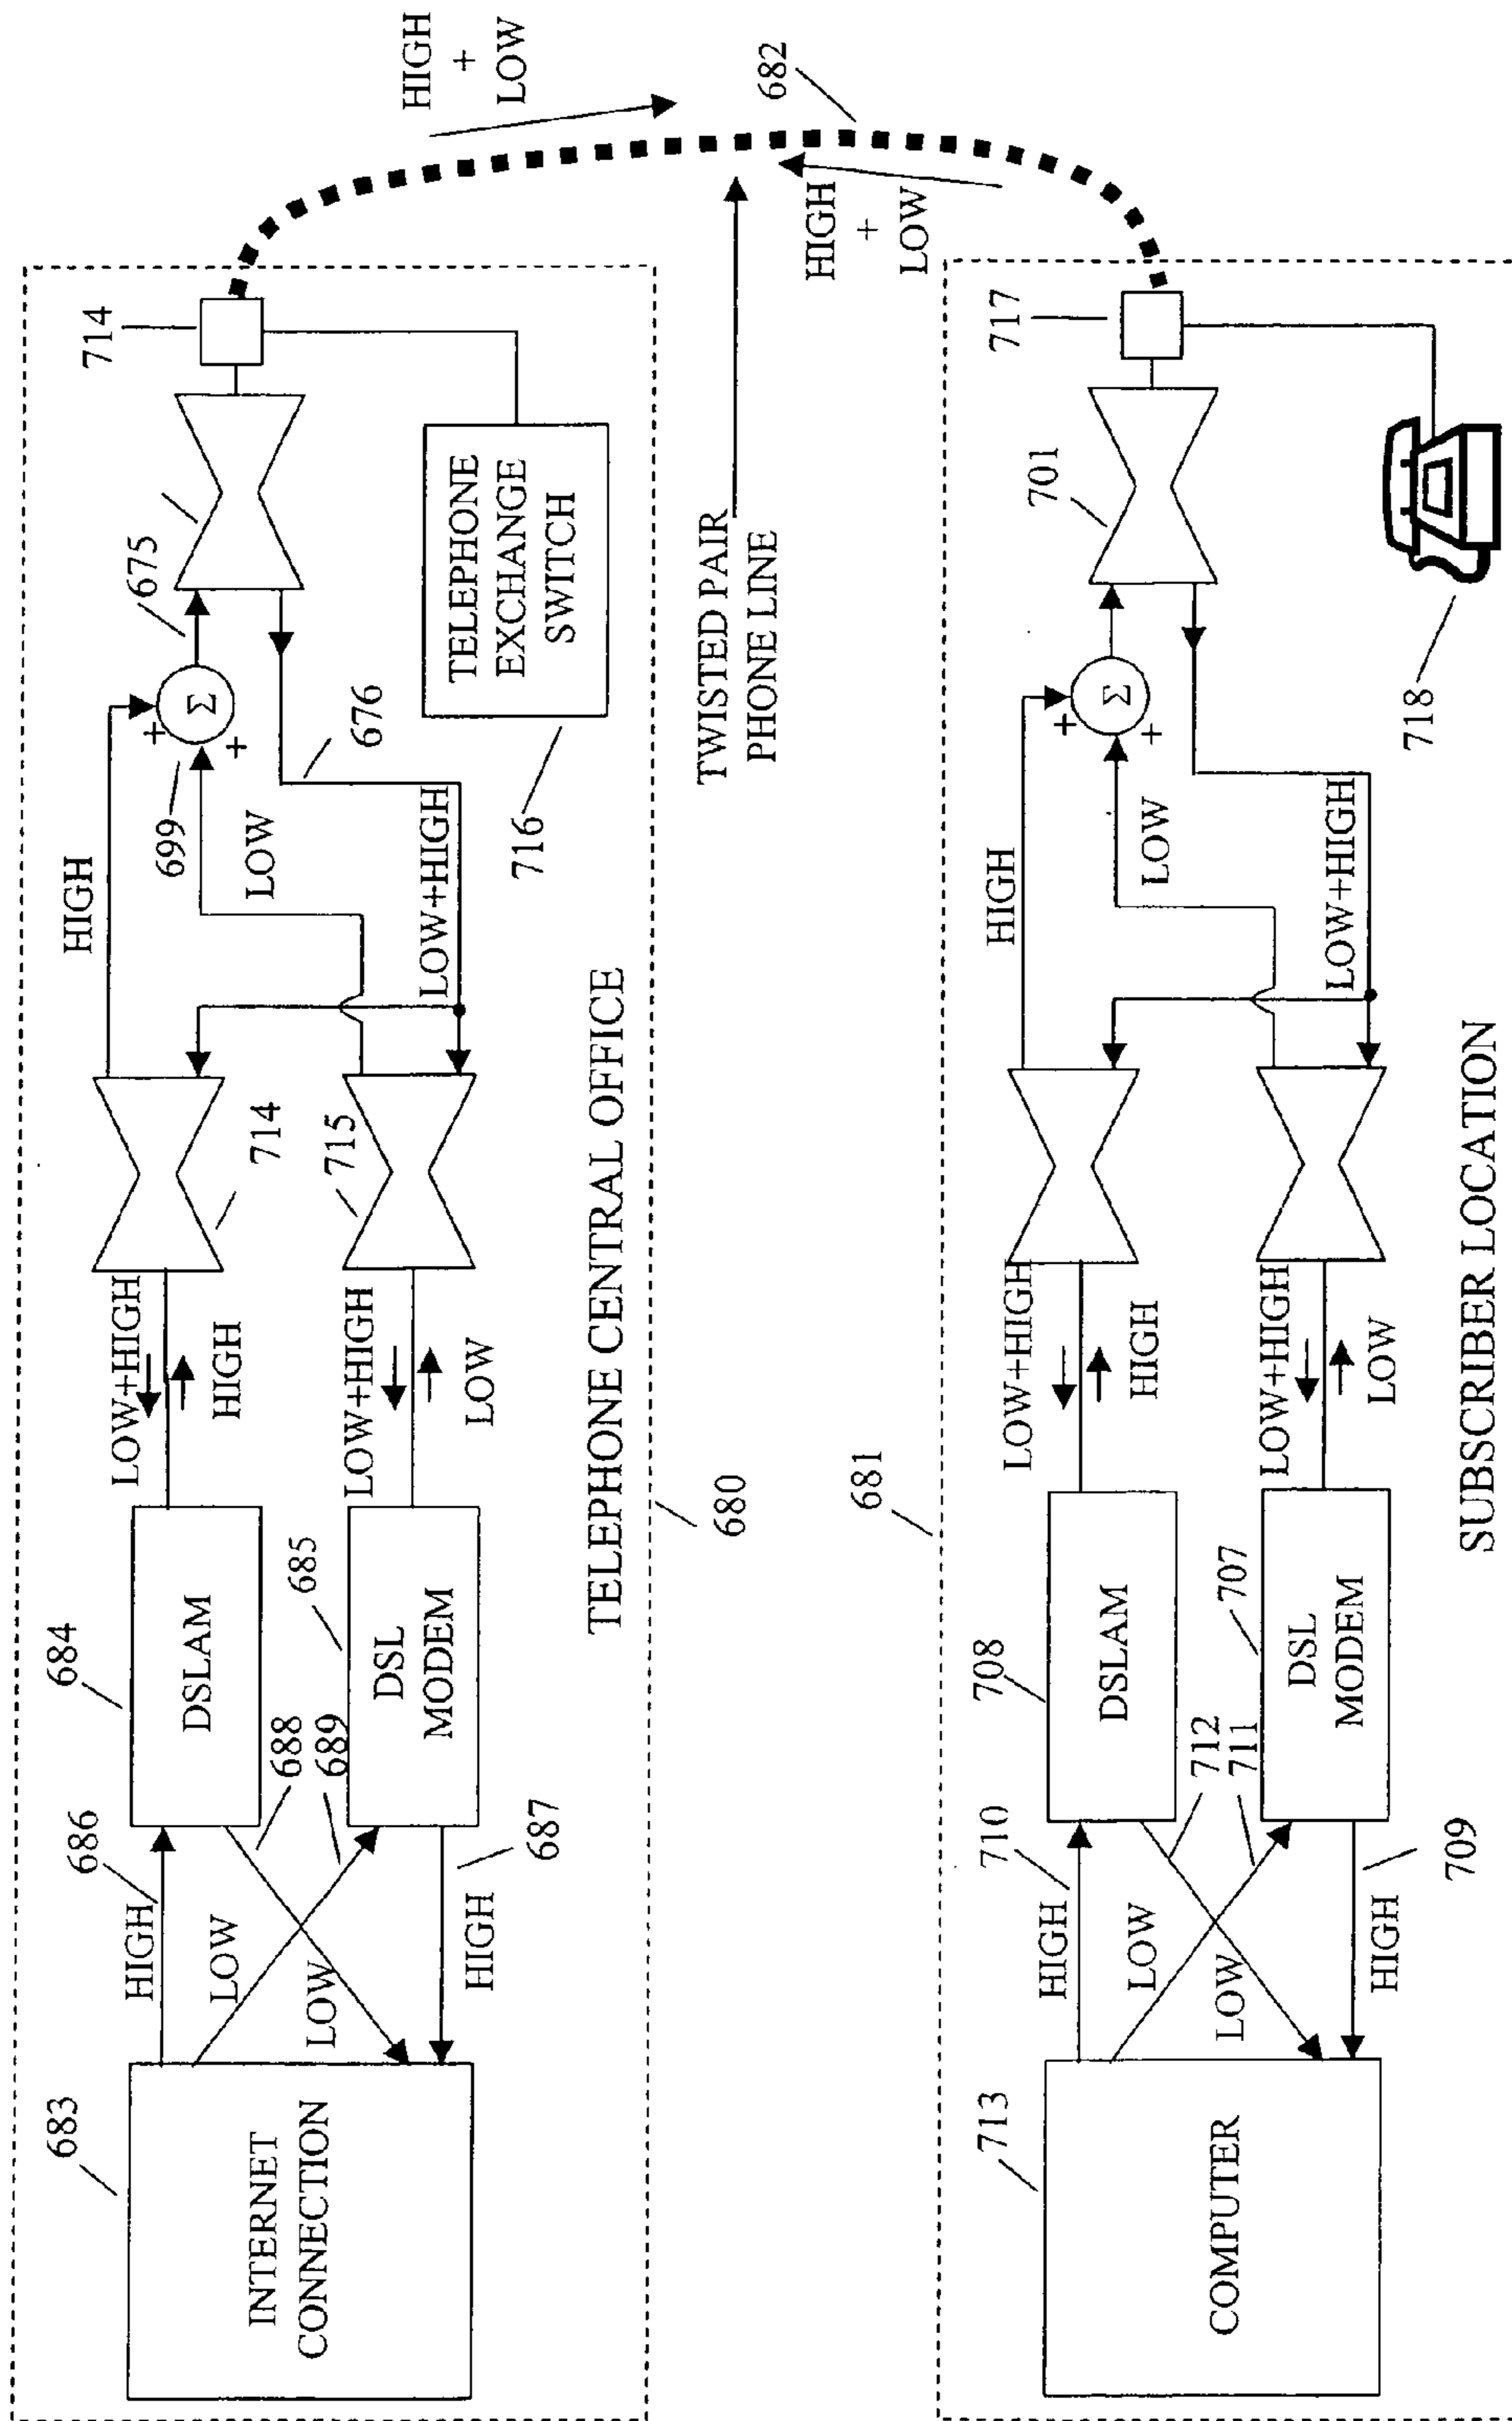 683
INTERNET
CONNECTION
HIGH
686
LOW
LOW
HIGH
687
688
689
684
DSLAM
685
DSL
MODEM
LOW+HIGH
HIGH
LOW+HIGH
LOW
714
715
HIGH
699
LOW
LOW+HIGH
+
Σ
+
675
676
714
TELEPHONE
EXCHANGE
SWITCH
716
TELEPHONE CENTRAL OFFICE
680
TWISTED PAIR
PHONE LINE
HIGH
+
LOW
682
HIGH
+
LOW
681
713
COMPUTER
HIGH
710
LOW
LOW
HIGH
709
712
711
708
DSLAM
707
DSL
MODEM
LOW+HIGH
HIGH
LOW+HIGH
LOW
HIGH
LOW
LOW+HIGH
+
Σ
+
701
717
718
SUBSCRIBER LOCATION